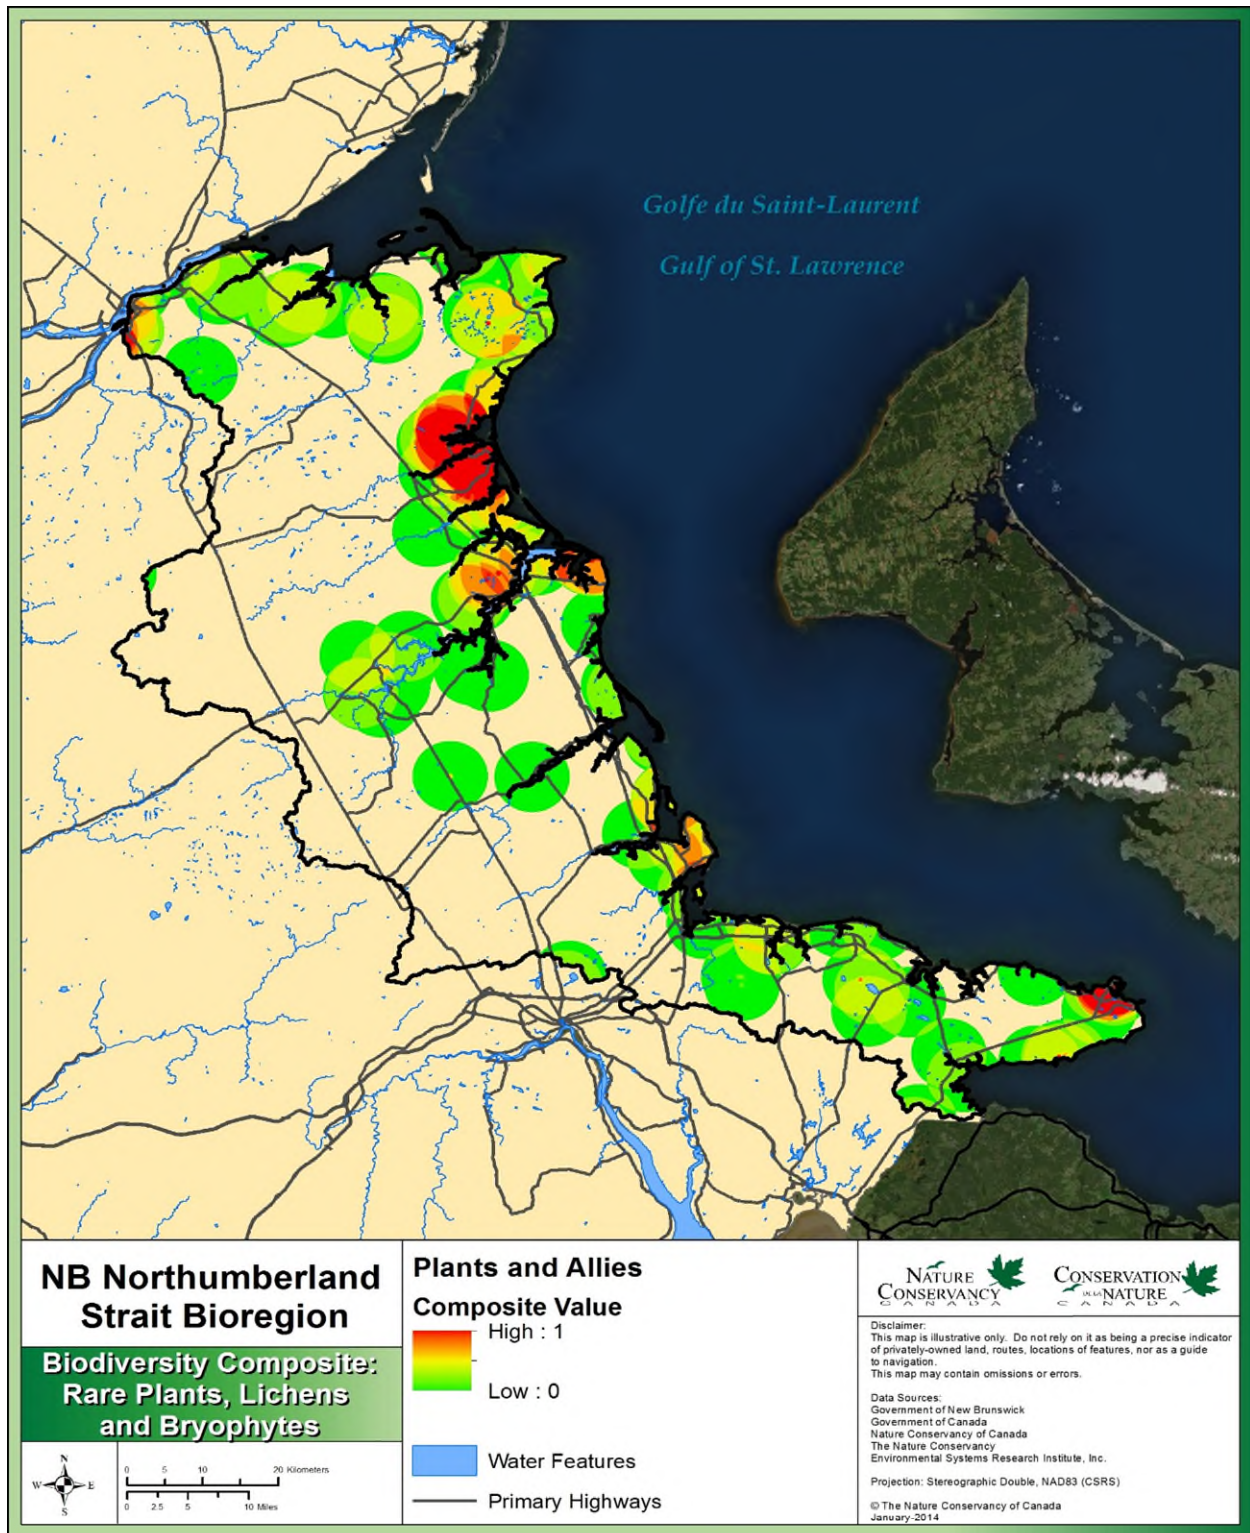 Golfe du Saint-Laurent
Gulf of St. Lawrence
NB Northumberland
Strait Bioregion
Biodiversity Composite:
Rare Plants, Lichens
and Bryophytes
N
W E
S
0 5 10 20 Kilometers
0 2.5 5 10 Miles
Plants and Allies
Composite Value
High : 1
Low : 0
Water Features
Primary Highways
NATURE
CONSERVANCY
CANADA
CONSERVATION
DE LA NATURE
CANADA
Disclaimer:
This map is illustrative only. Do not rely on it as being a precise indicator
of privately-owned land, routes, locations of features, nor as a guide
to navigation.
This map may contain omissions or errors.
Data Sources:
Government of New Brunswick
Government of Canada
Nature Conservancy of Canada
The Nature Conservancy
Environmental Systems Research Institute, Inc.
Projection: Stereographic Double, NAD83 (CSRS)
© The Nature Conservancy of Canada
January-2014